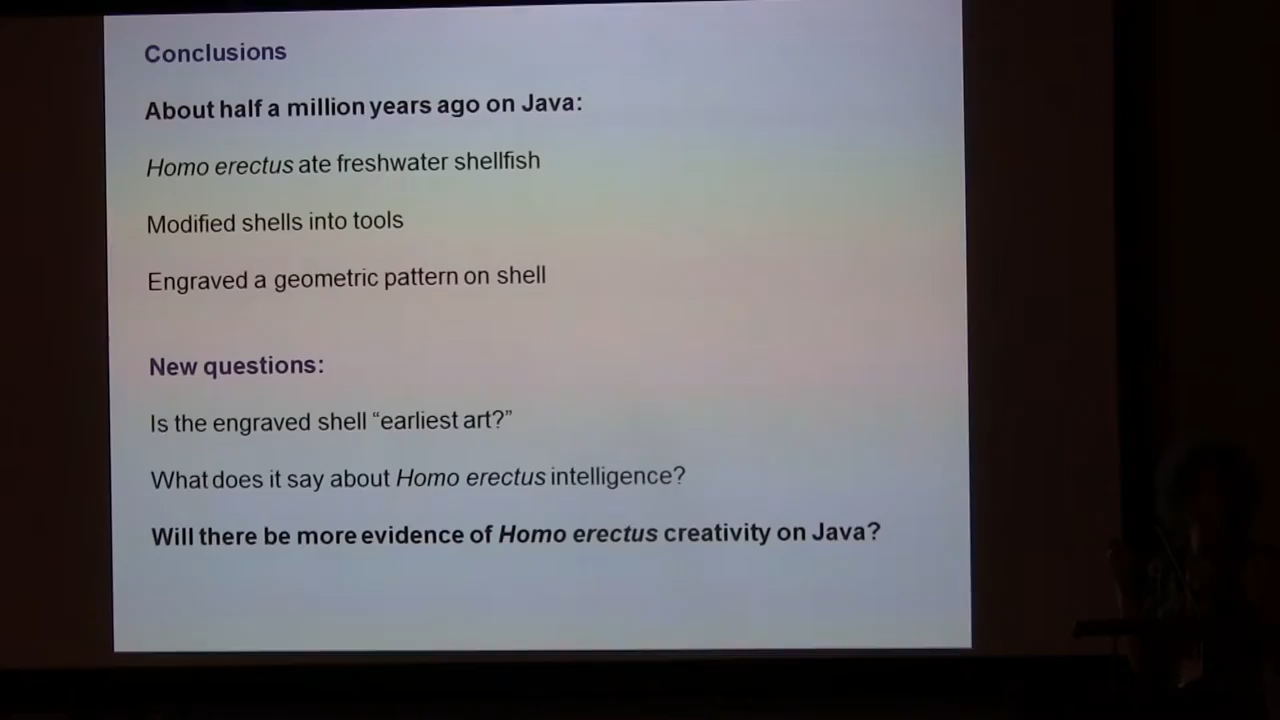 Conclusions
About half a million years ago on Java:
Homo erectus ate freshwater shellfish
Modified shells into tools
Engraved a geometric pattern on shell
New questions:
Is the engraved shell “earliest art?”
What does it say about Homo erectus intelligence?
Will there be more evidence of Homo erectus creativity on Java?